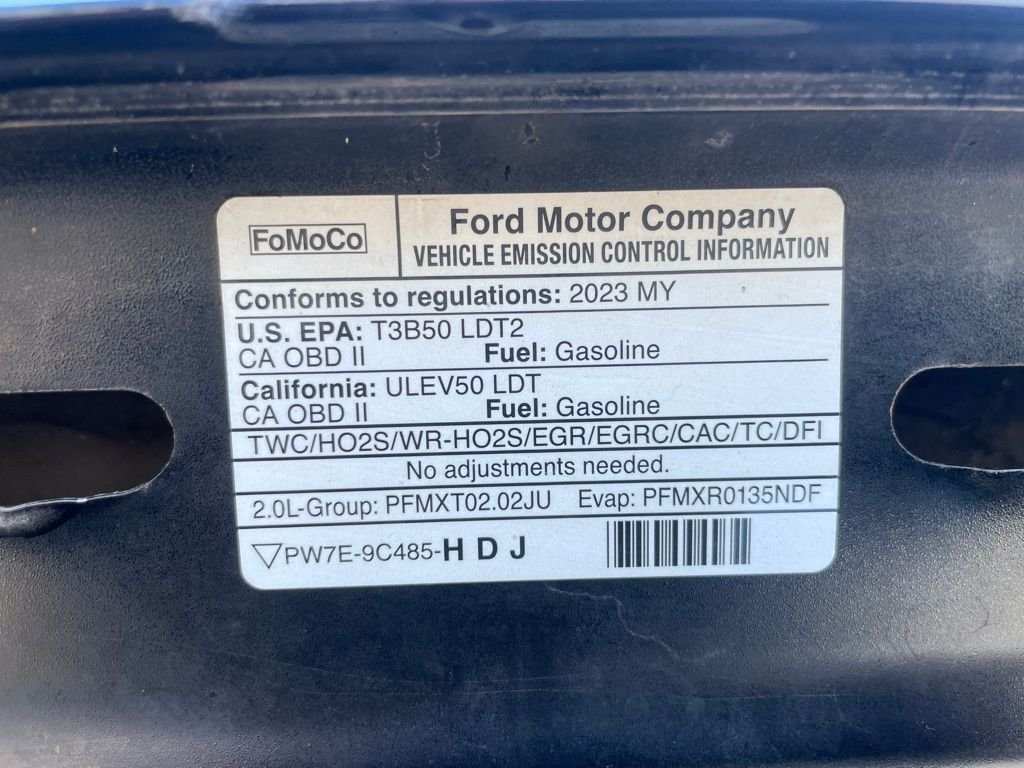 FoMoCo
Ford Motor Company
VEHICLE EMISSION CONTROL INFORMATION
Conforms to regulations: 2023 MY
U.S. EPA: T3B50 LDT2
CA OBD II Fuel: Gasoline
California: ULEV50 LDT
CA OBD II Fuel: Gasoline
TWC/HO2S/WR-HO2S/EGR/EGRC/CAC/TC/DFI
No adjustments needed.
2.0L-Group: PFMXT02.02JU Evap: PFMXR0135NDF
PW7E-9C485-H D J